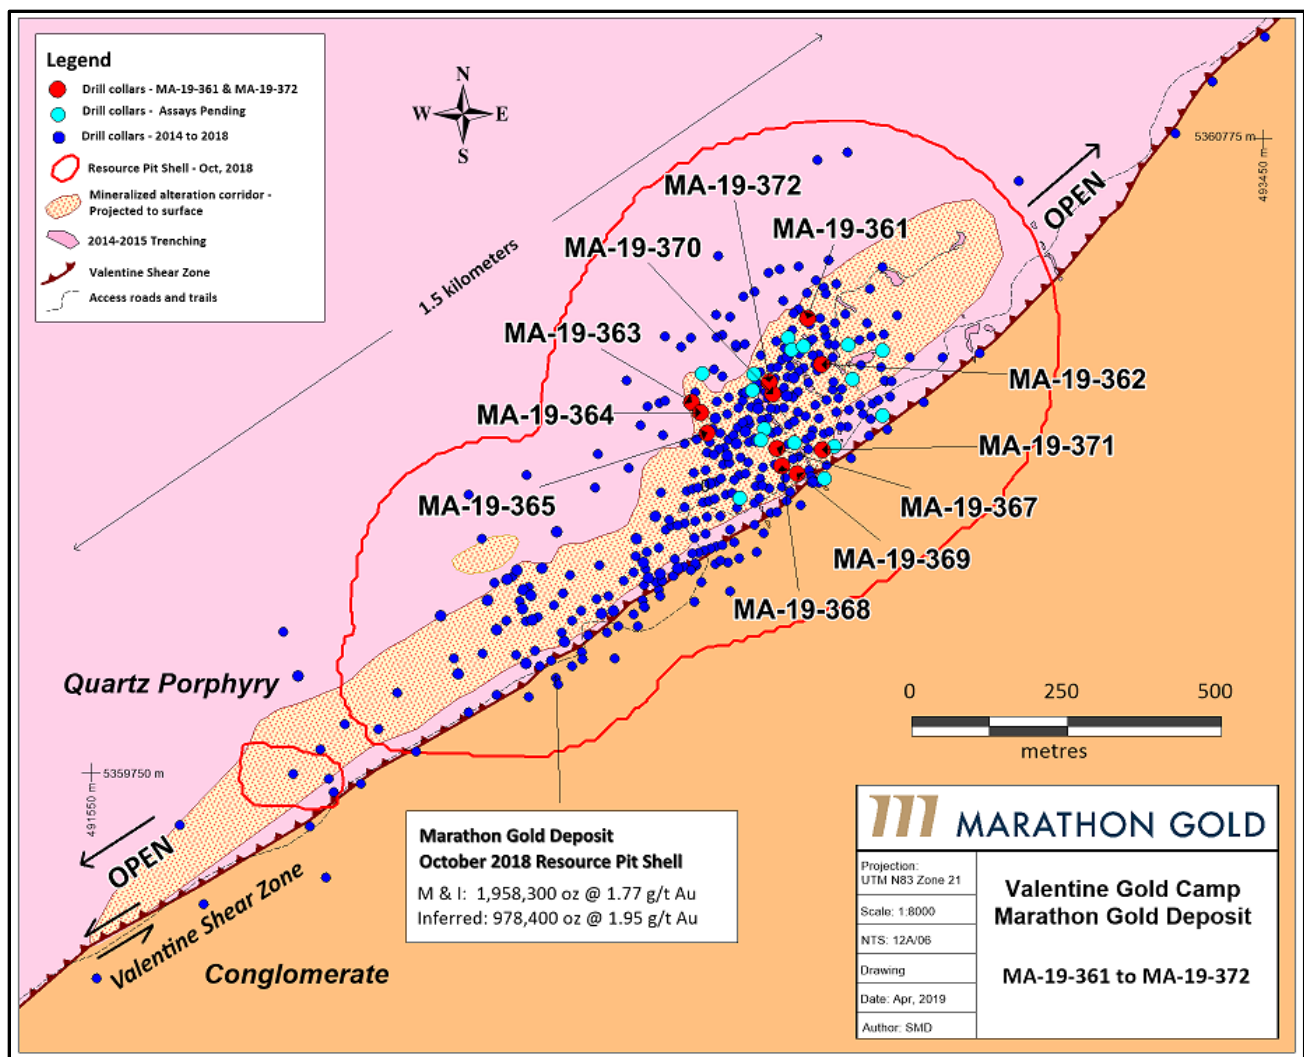 Legend
Drill collars - MA-19-361 & MA-19-372
Drill collars - Assays Pending
Drill collars - 2014 to 2018
Resource Pit Shell - Oct, 2018
Mineralized alteration corridor -
Projected to surface
2014-2015 Trenching
Valentine Shear Zone
Access roads and trails
N
W
E
S
1.5 kilometers
5360775 m
493450 m
OPEN
MA-19-372
MA-19-361
MA-19-370
MA-19-363
MA-19-362
MA-19-364
MA-19-371
MA-19-365
MA-19-367
MA-19-369
MA-19-368
Quartz Porphyry
0 250 500
metres
5359750 m
491550 m
OPEN
Valentine Shear Zone
Conglomerate
Marathon Gold Deposit
October 2018 Resource Pit Shell
M & I: 1,958,300 oz @ 1.77 g/t Au
Inferred: 978,400 oz @ 1.95 g/t Au
MARATHON GOLD
Projection:
UTM N83 Zone 21
Scale: 1:8000
NTS: 12A/06
Drawing
Date: Apr, 2019
Author: SMD
Valentine Gold Camp
Marathon Gold Deposit
MA-19-361 to MA-19-372